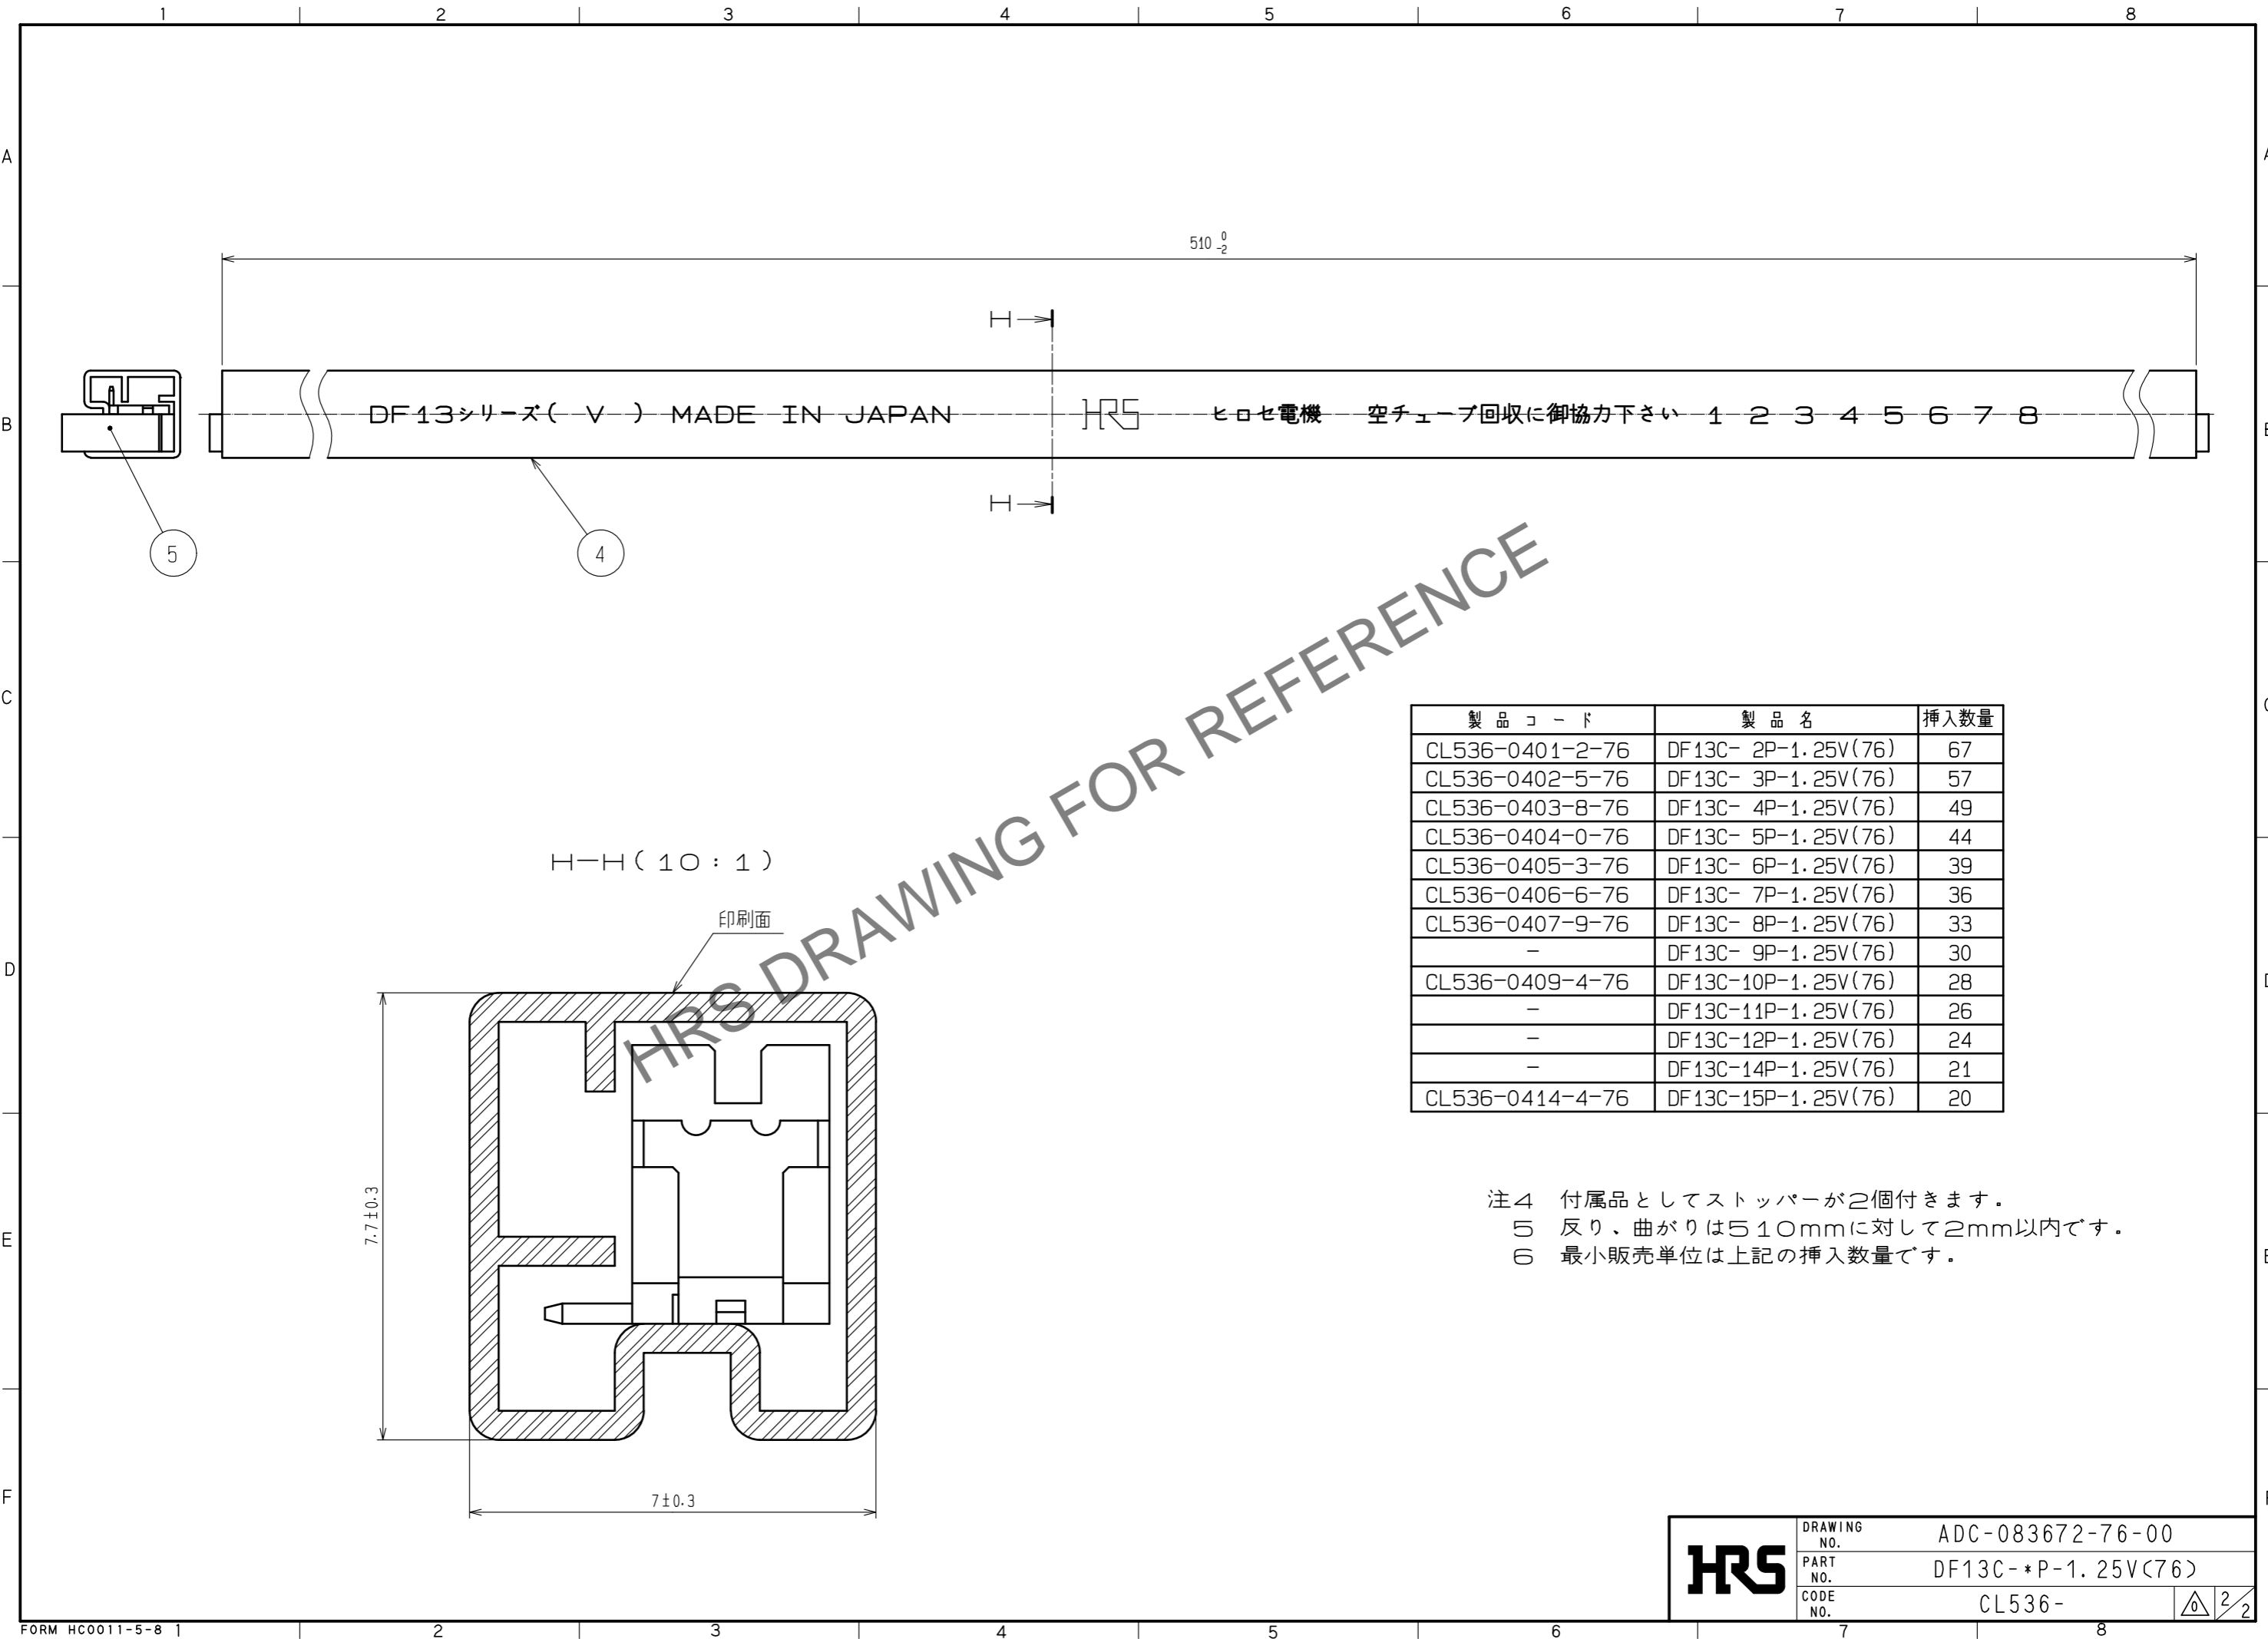 1 2 3 4 5 6 7 8
A A
510 0 -2
H
B
DF13シリーズ( V ) MADE IN JAPAN HRS ヒロセ電機 空チューブ回収に御協力下さい 1 2 3 4 5 6 7 8
H
5 4
C
HRS DRAWING FOR REFERENCE
製品コード 製品名 挿入数量
CL536-0401-2-76 DF13C- 2P-1.25V(76) 67
CL536-0402-5-76 DF13C- 3P-1.25V(76) 57
CL536-0403-8-76 DF13C- 4P-1.25V(76) 49
CL536-0404-0-76 DF13C- 5P-1.25V(76) 44
CL536-0405-3-76 DF13C- 6P-1.25V(76) 39
CL536-0406-6-76 DF13C- 7P-1.25V(76) 36
CL536-0407-9-76 DF13C- 8P-1.25V(76) 33
- DF13C- 9P-1.25V(76) 30
CL536-0409-4-76 DF13C-10P-1.25V(76) 28
- DF13C-11P-1.25V(76) 26
- DF13C-12P-1.25V(76) 24
- DF13C-14P-1.25V(76) 21
CL536-0414-4-76 DF13C-15P-1.25V(76) 20
H-H(10:1)
印刷面
D
7.7±0.3
7±0.3
注4 付属品としてストッパーが2個付きます。
5 反り、曲がりは510mmに対して2mm以内です。
6 最小販売単位は上記の挿入数量です。
E
F
HRS
DRAWING NO. ADC-083672-76-00
PART NO. DF13C-*P-1.25V(76)
CODE NO. CL536- 0 2/2
FORM HC0011-5-8 1 2 3 4 5 6 7 8